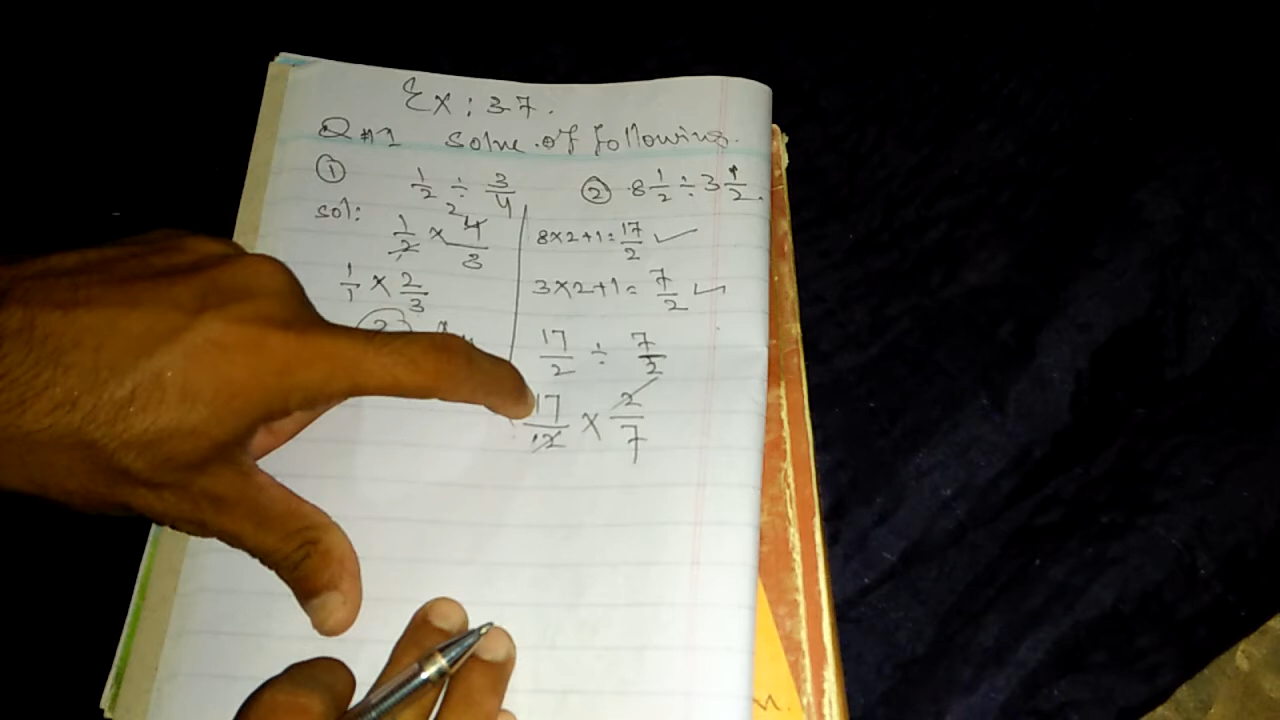 Ex: 37.
Q#1 Solve of following.
① 1/2 ÷ 3/4
② 8 1/2 ÷ 3 1/2.
Sol:
1/2 × 4/3
2
1/1 × 2/3
8×2+1=17/2 ✓
3×2+1=7/2 ✓
17/2 ÷ 7/2
17/2 × 2/7